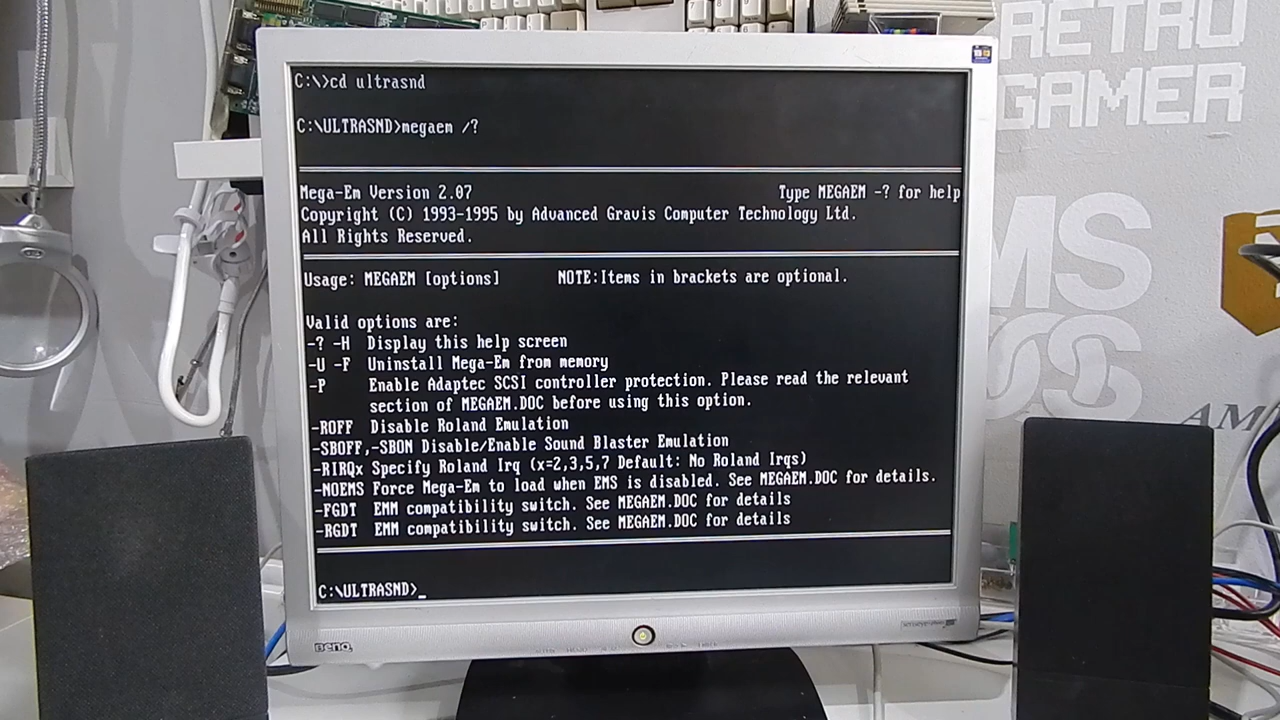 RETRO
GAMER
C:\>cd ultrasnd
C:\ULTRASND>megaem /?
Mega-Em Version 2.07 Type MEGAEM -? for help
Copyright (C) 1993-1995 by Advanced Gravis Computer Technology Ltd.
All Rights Reserved.
Usage: MEGAEM [options] NOTE:Items in brackets are optional.
Valid options are:
-? -H Display this help screen
-U -F Uninstall Mega-Em from memory
-P Enable Adaptec SCSI controller protection. Please read the relevant
section of MEGAEM.DOC before using this option.
-ROFF Disable Roland Emulation
-SBOFF,-SBON Disable/Enable Sound Blaster Emulation
-RIRQx Specify Roland Irq (x=2,3,5,7 Default: No Roland Irqs)
-NOEMS Force Mega-Em to load when EMS is disabled. See MEGAEM.DOC for details.
-FGDT EMM compatibility switch. See MEGAEM.DOC for details
-RGDT EMM compatibility switch. See MEGAEM.DOC for details
C:\ULTRASND>_
BenQ
MS
DOS
AM